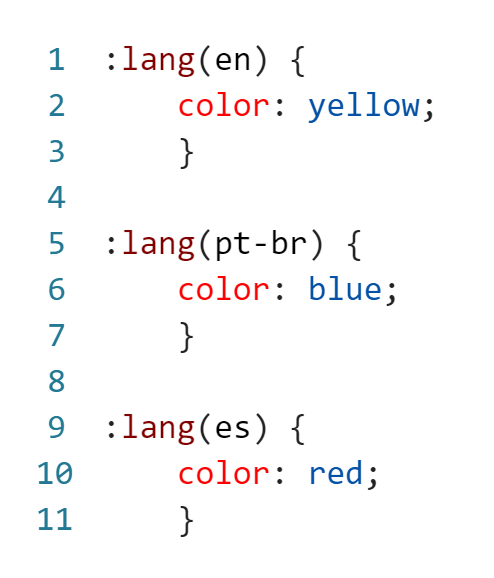 1 :lang(en) {
2     color: yellow;
3     }
4
5 :lang(pt-br) {
6     color: blue;
7     }
8
9 :lang(es) {
10     color: red;
11     }